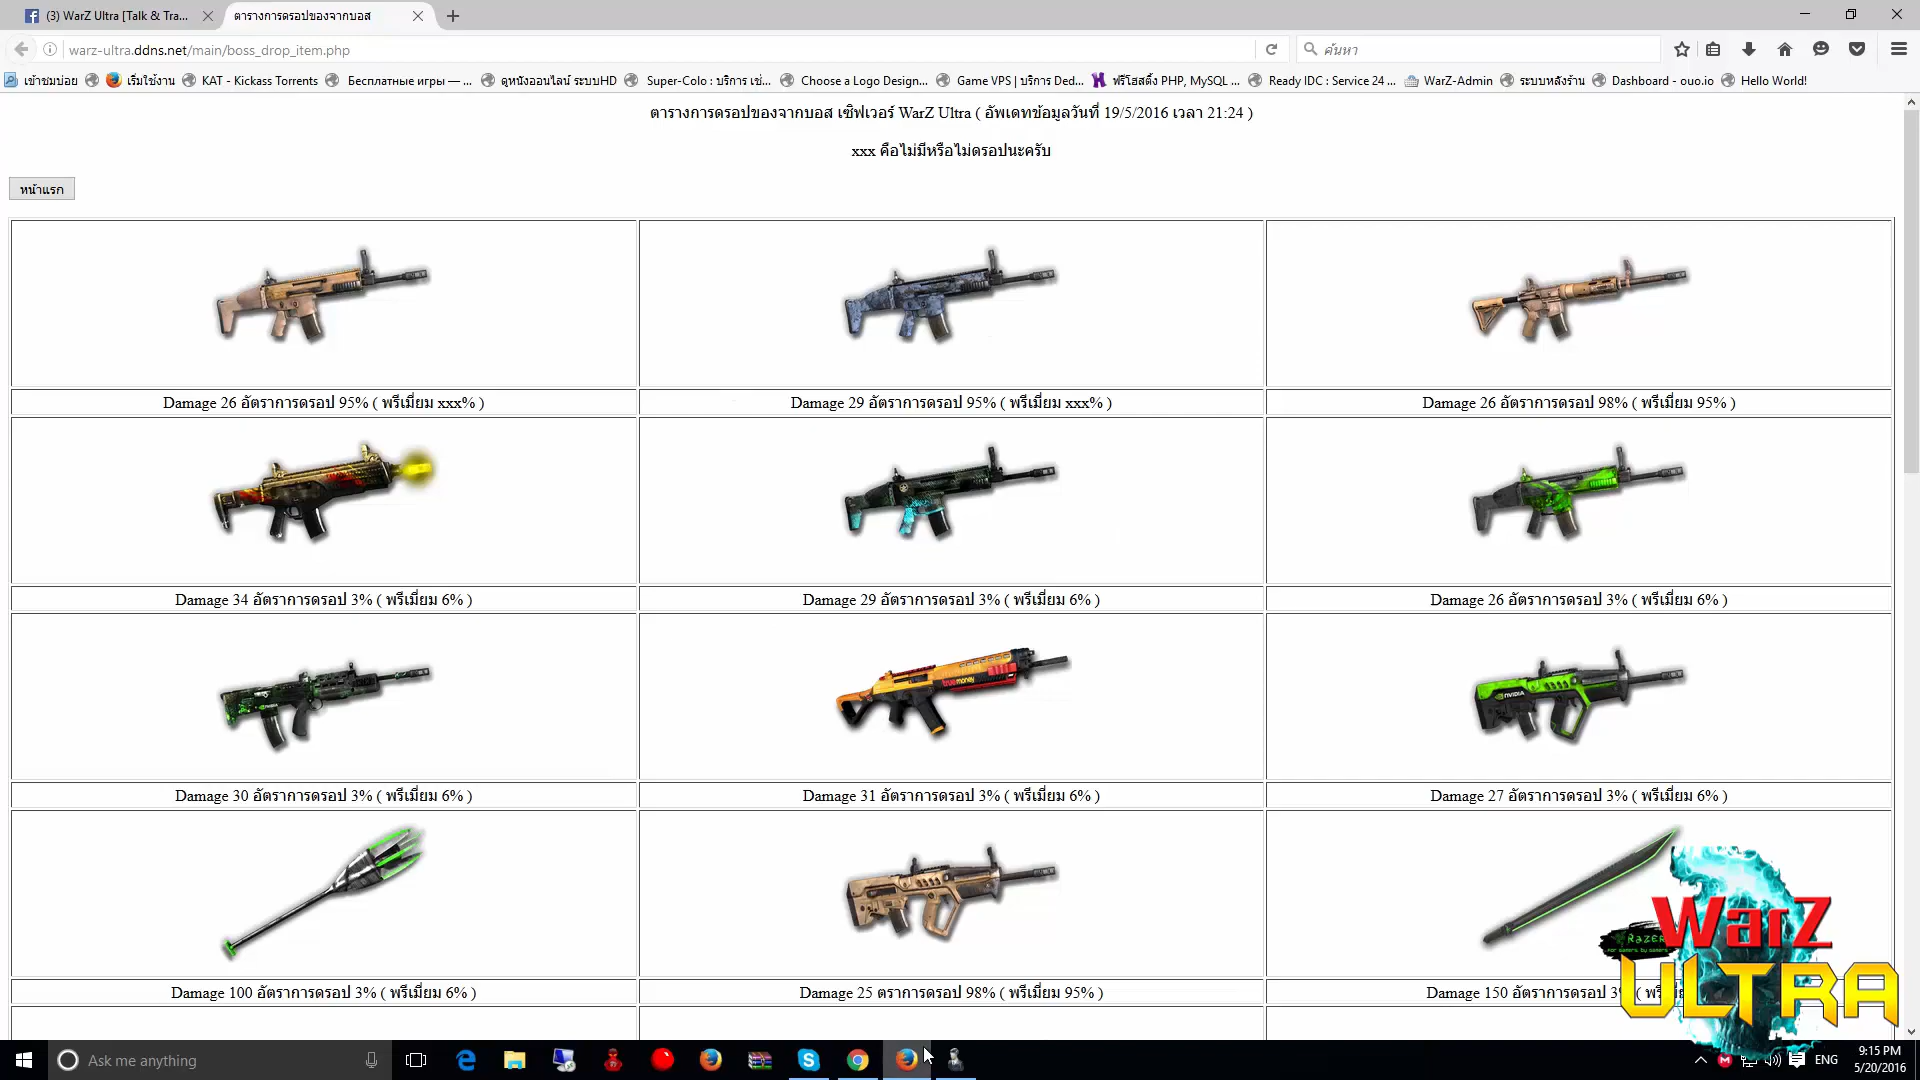 (3) WarZ Ultra [Talk & Tra...
ตารางการดรอปของจากบอส
warz-ultra.ddns.net/main/boss_drop_item.php
ค้นหา
เข้าชมบ่อย
เริ่มใช้งาน
KAT - Kickass Torrents
Бесплатные игры — ...
ดูหนังออนไลน์ ระบบHD
Super-Colo : บริการ เช่...
Choose a Logo Design...
Game VPS | บริการ Ded...
ฟรีโฮสติ้ง PHP, MySQL ...
Ready IDC : Service 24 ...
WarZ-Admin
ระบบหลังร้าน
Dashboard - ouo.io
Hello World!
ตารางการดรอปของจากบอส เซิฟเวอร์ WarZ Ultra ( อัพเดทข้อมูลวันที่ 19/5/2016 เวลา 21:24 )
xxx คือไม่มีหรือไม่ดรอปนะครับ
หน้าแรก
Damage 26 อัตราการดรอป 95% ( พรีเมี่ยม xxx% )
Damage 29 อัตราการดรอป 95% ( พรีเมี่ยม xxx% )
Damage 26 อัตราการดรอป 98% ( พรีเมี่ยม 95% )
Damage 34 อัตราการดรอป 3% ( พรีเมี่ยม 6% )
Damage 29 อัตราการดรอป 3% ( พรีเมี่ยม 6% )
Damage 26 อัตราการดรอป 3% ( พรีเมี่ยม 6% )
NVIDIA
true money
Damage 30 อัตราการดรอป 3% ( พรีเมี่ยม 6% )
Damage 31 อัตราการดรอป 3% ( พรีเมี่ยม 6% )
Damage 27 อัตราการดรอป 3% ( พรีเมี่ยม 6% )
Damage 100 อัตราการดรอป 3% ( พรีเมี่ยม 6% )
Damage 25 ตราการดรอป 98% ( พรีเมี่ยม 95% )
Damage 150 อัตราการดรอป 3%
RAZER
WarZ
ULTRA
Ask me anything
ENG
9:15 PM
5/20/2016